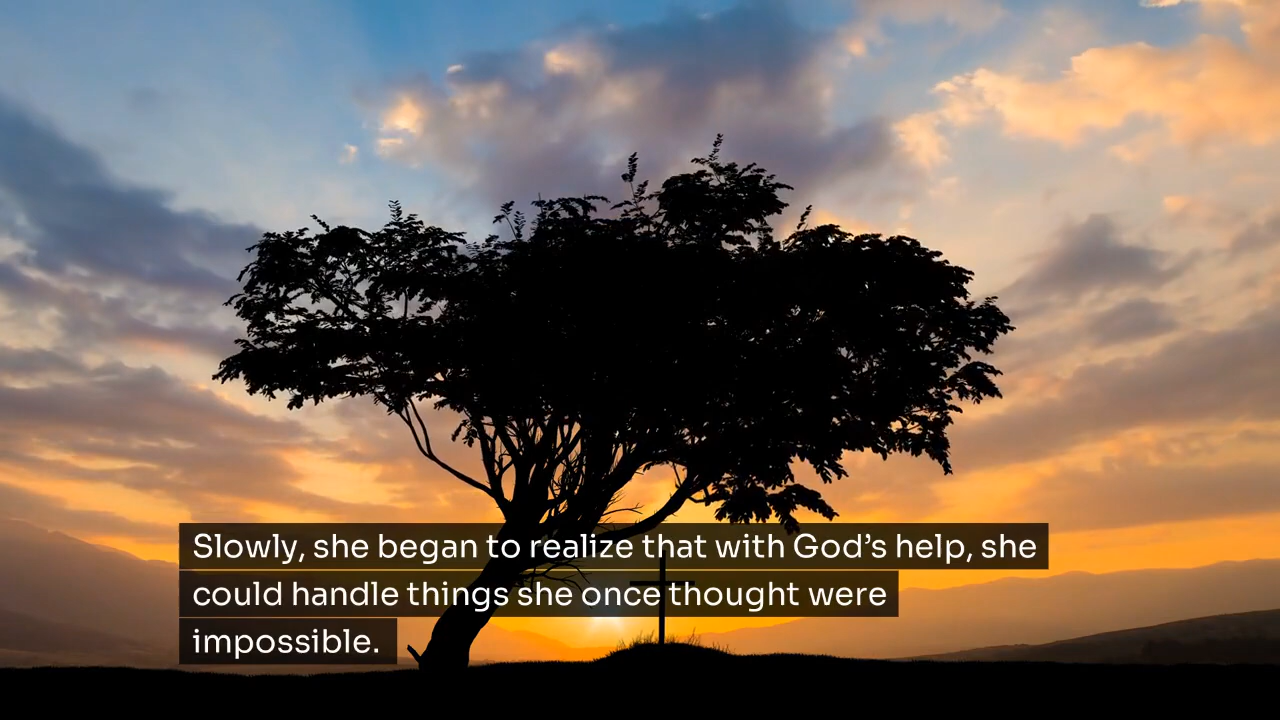 Slowly, she began to realize that with God’s help, she
could handle things she once thought were
impossible.